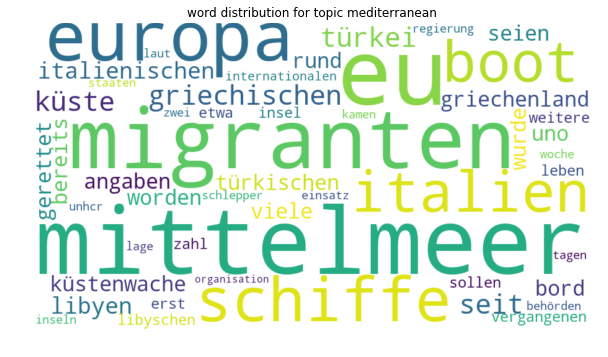 word distribution for topic mediterranean
europa türkei regierung seien
laut
italienischen internationalen rund eu boot
staaten
küste griechischen griechenland
zwei etwa insel kamen weitere
gerettet bereits migranten wurde uno
woche
angaben türkischen leben
worden schlepper einsatz italien
unhcr viele
mittelmeer
lage zahl tagen
organisation
küstenwache schiffe sollen bord
libyen erst seit behörden
inseln libyschen vergangenen